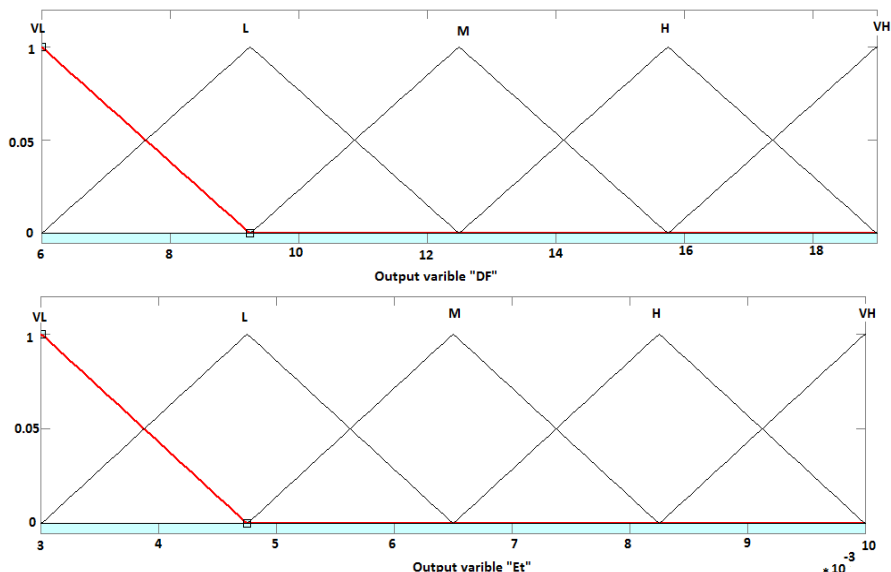 VL L M H VH
1
0.05
0
6 8 10 12 14 16 18
Output varible "DF"
VL L M H VH
1
0.05
0
3 4 5 6 7 8 9 10
Output varible "Et"
* 10 -3